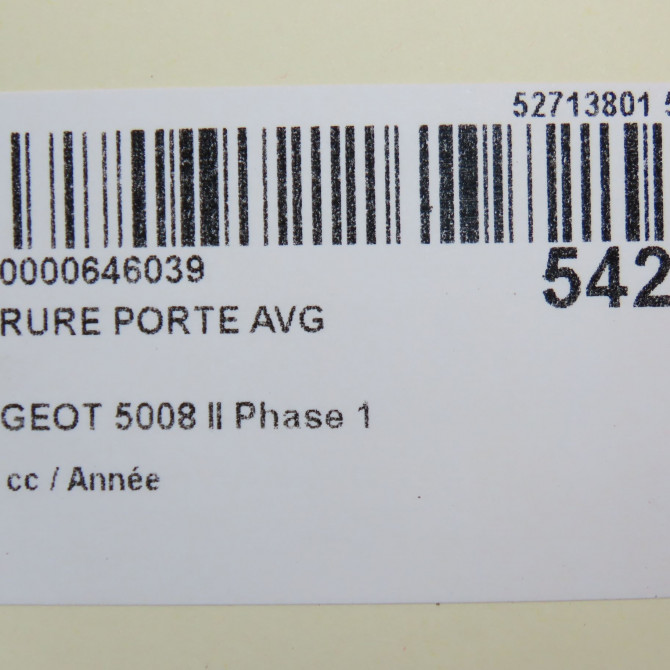 52713801 5
0000646039
542
RURE PORTE AVG
GEOT 5008 II Phase 1
cc / Année